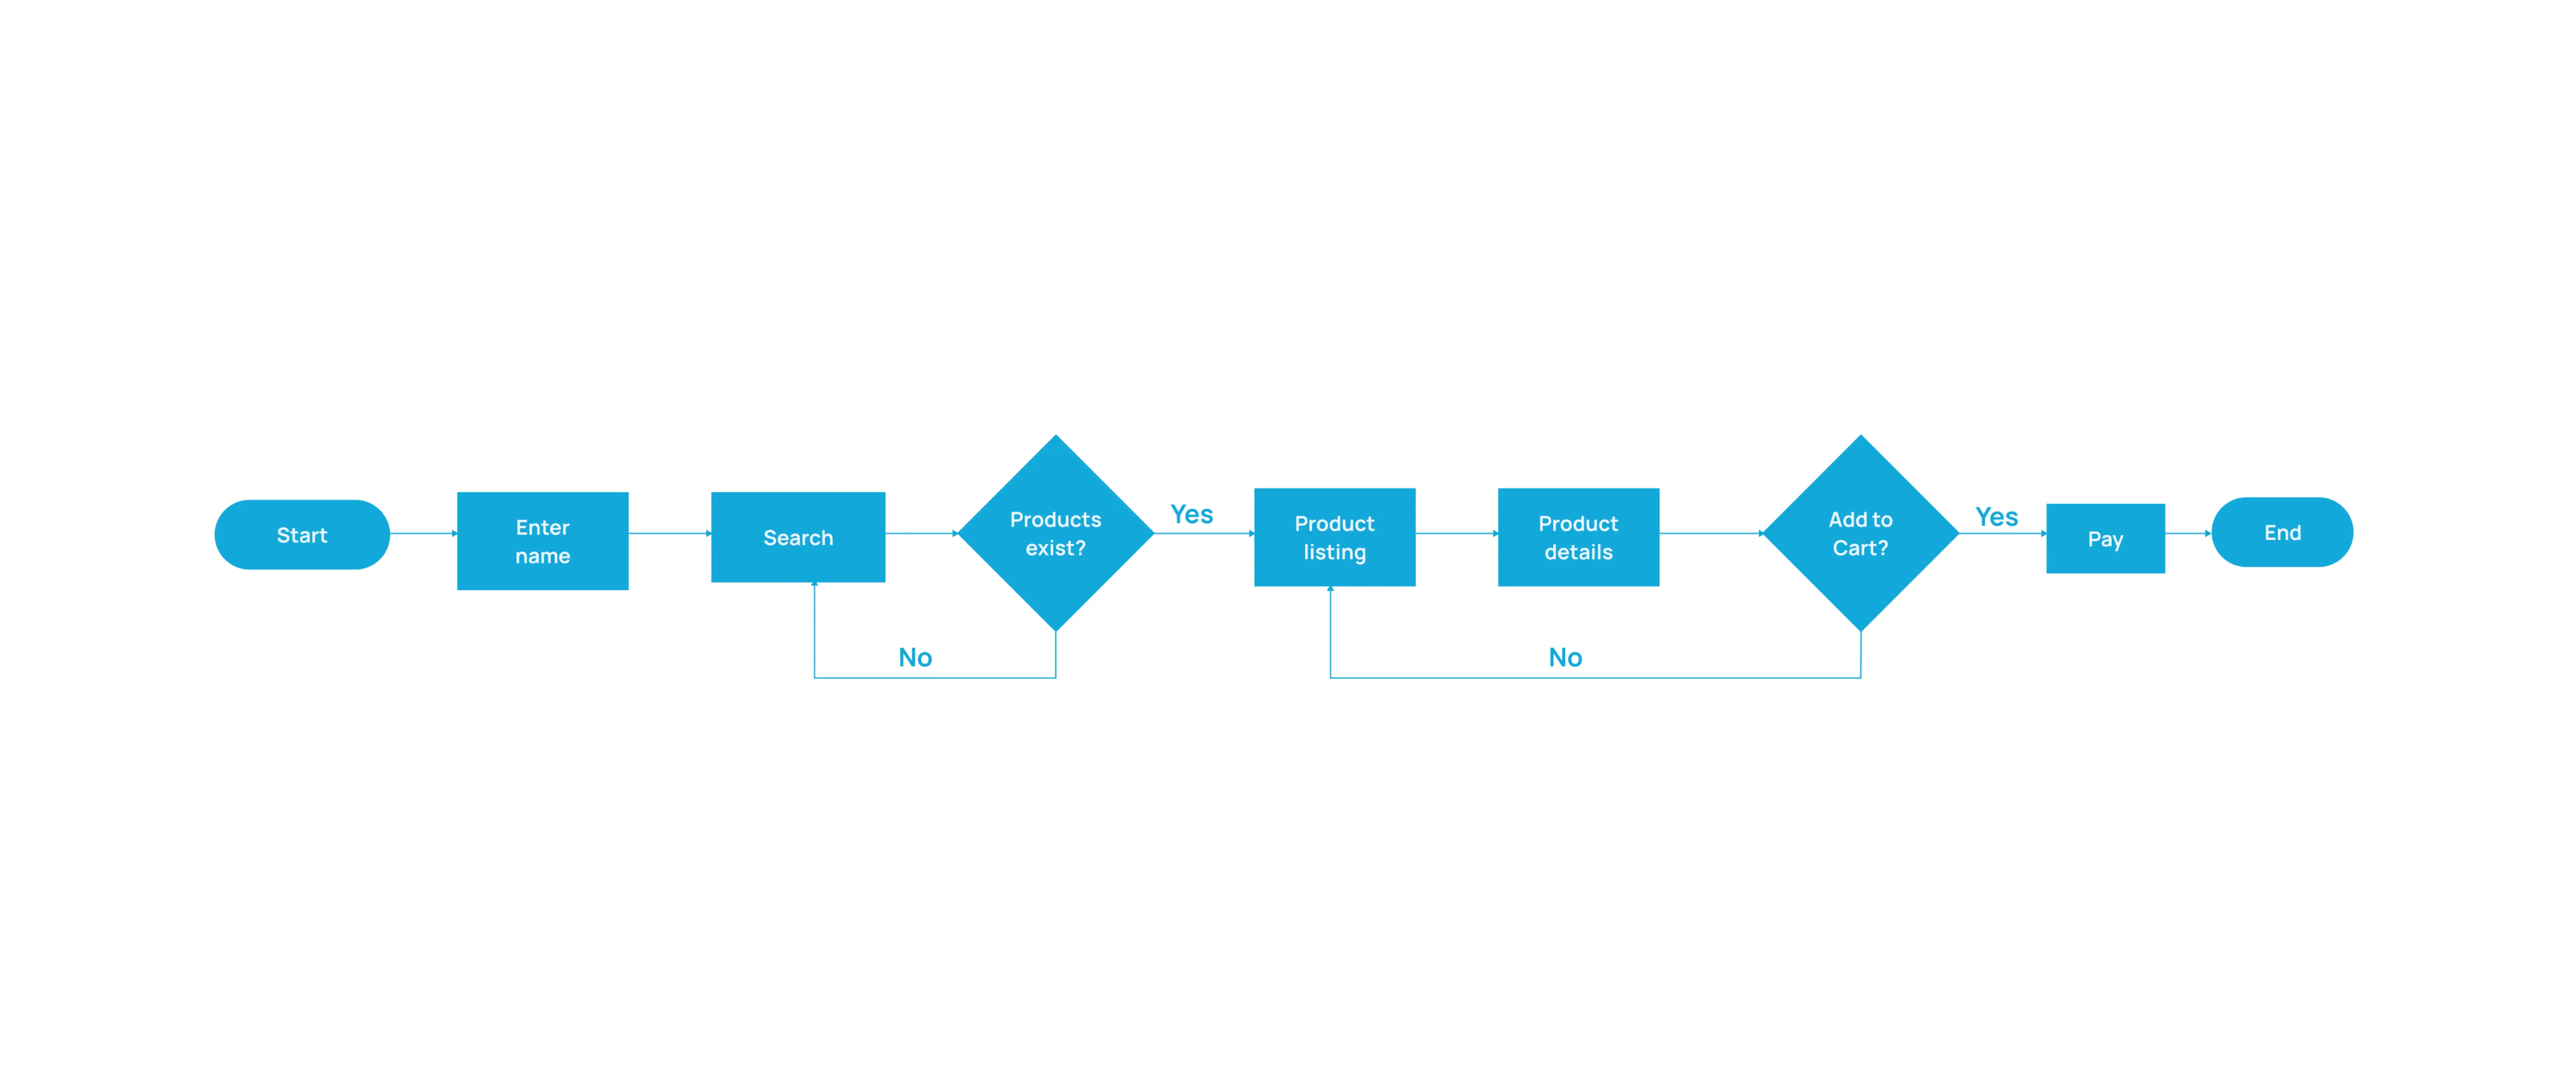 Start
Enter
name
Search
Products
exist?
Yes
Product
listing
Product
details
Add to
Cart?
Yes
Pay
End
No
No